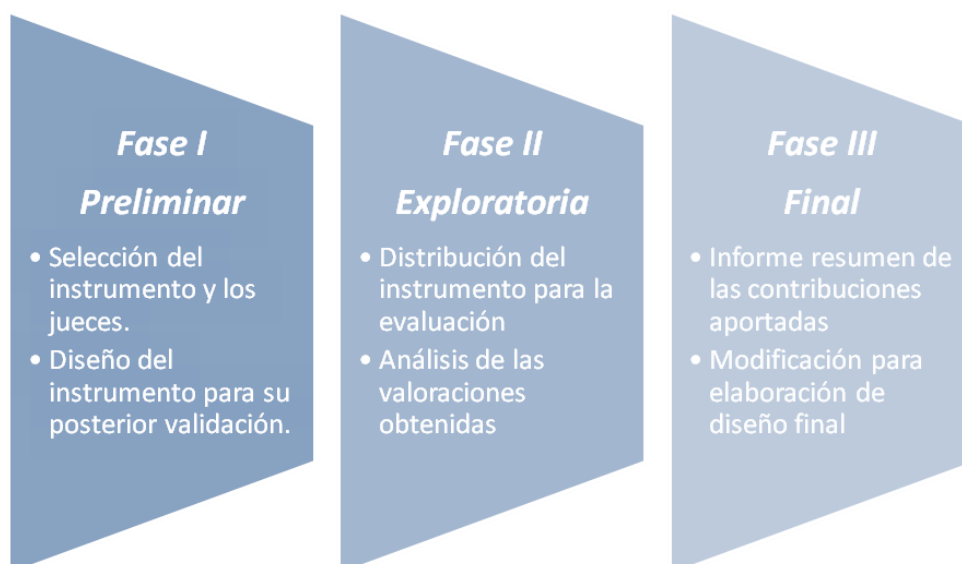 Fase I
Preliminar
• Selección del
instrumento y los
jueces.
• Diseño del
instrumento para su
posterior validación.
Fase II
Exploratoria
• Distribución del
instrumento para la
evaluación
• Análisis de las
valoraciones
obtenidas
Fase III
Final
• Informe resumen de
las contribuciones
aportadas
• Modificación para
elaboración de
diseño final